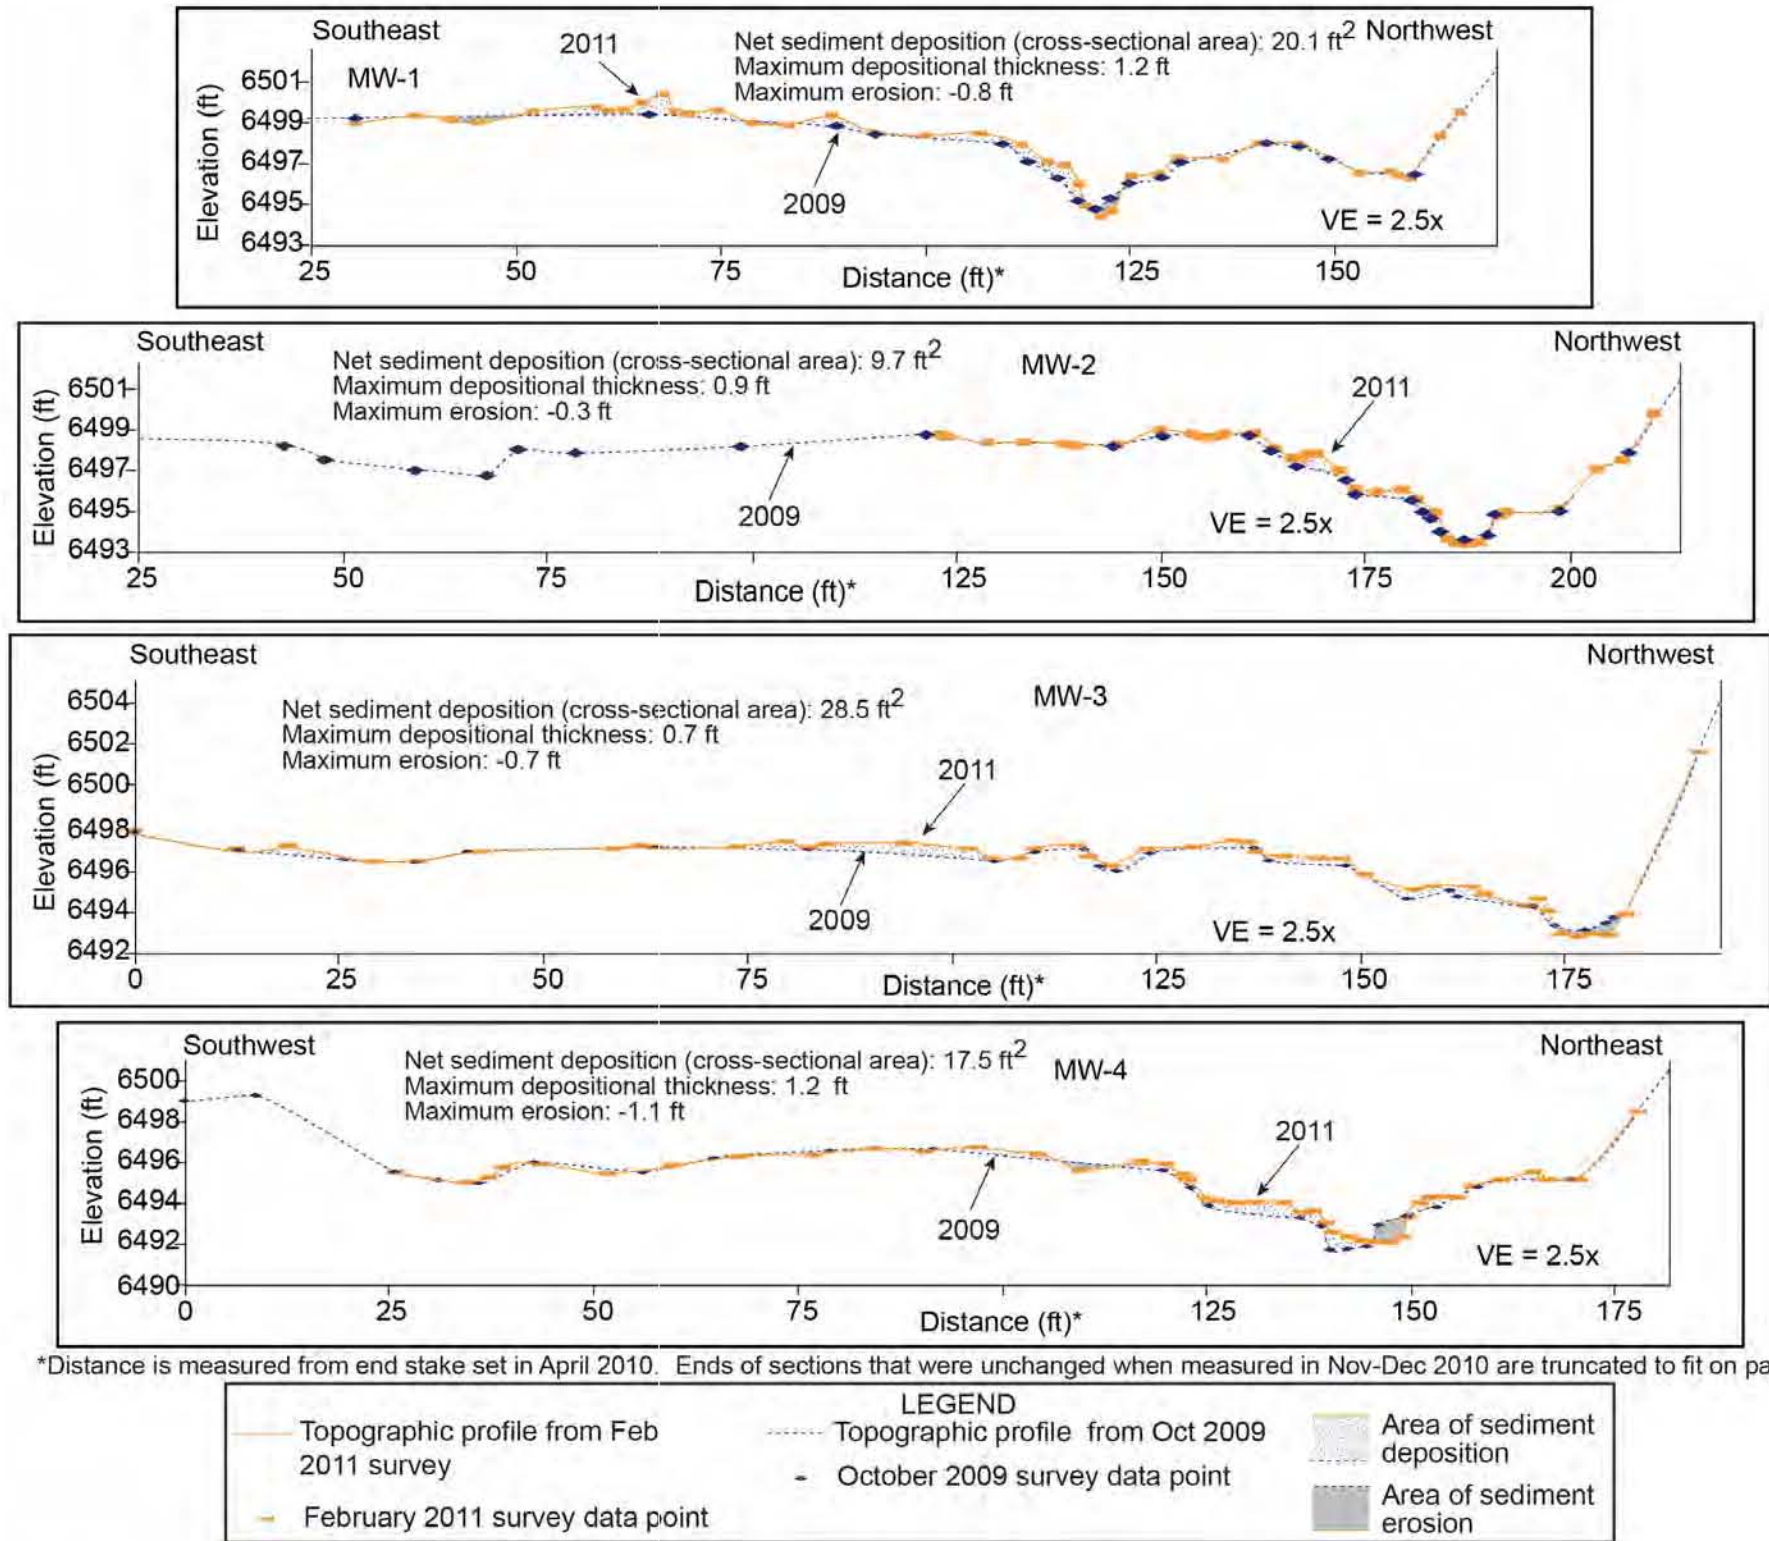 Southeast
Northwest
MW-1
2011
Net sediment deposition (cross-sectional area): 20.1 ft2
Maximum depositional thickness: 1.2 ft
Maximum erosion: -0.8 ft
Elevation (ft)
6501
6499
6497
6495
6493
2009
VE = 2.5x
25
50
75
125
150
Distance (ft)*
Southeast
Northwest
Net sediment deposition (cross-sectional area): 9.7 ft2
Maximum depositional thickness: 0.9 ft
Maximum erosion: -0.3 ft
MW-2
2011
Elevation (ft)
6501
6499
6497
6495
6493
2009
VE = 2.5x
25
50
75
125
150
175
200
Distance (ft)*
Southeast
Northwest
Net sediment deposition (cross-sectional area): 28.5 ft2
Maximum depositional thickness: 0.7 ft
Maximum erosion: -0.7 ft
MW-3
2011
Elevation (ft)
6504
6502
6500
6498
6496
6494
6492
2009
VE = 2.5x
0
25
50
75
125
150
175
Distance (ft)*
Southwest
Northeast
Net sediment deposition (cross-sectional area): 17.5 ft2
Maximum depositional thickness: 1.2 ft
Maximum erosion: -1.1 ft
MW-4
2011
Elevation (ft)
6500
6498
6496
6494
6492
6490
2009
VE = 2.5x
0
25
50
75
125
150
175
Distance (ft)*
*Distance is measured from end stake set in April 2010. Ends of sections that were unchanged when measured in Nov-Dec 2010 are truncated to fit on pa
LEGEND
Topographic profile from Feb
2011 survey
February 2011 survey data point
Topographic profile from Oct 2009
October 2009 survey data point
Area of sediment
deposition
Area of sediment
erosion